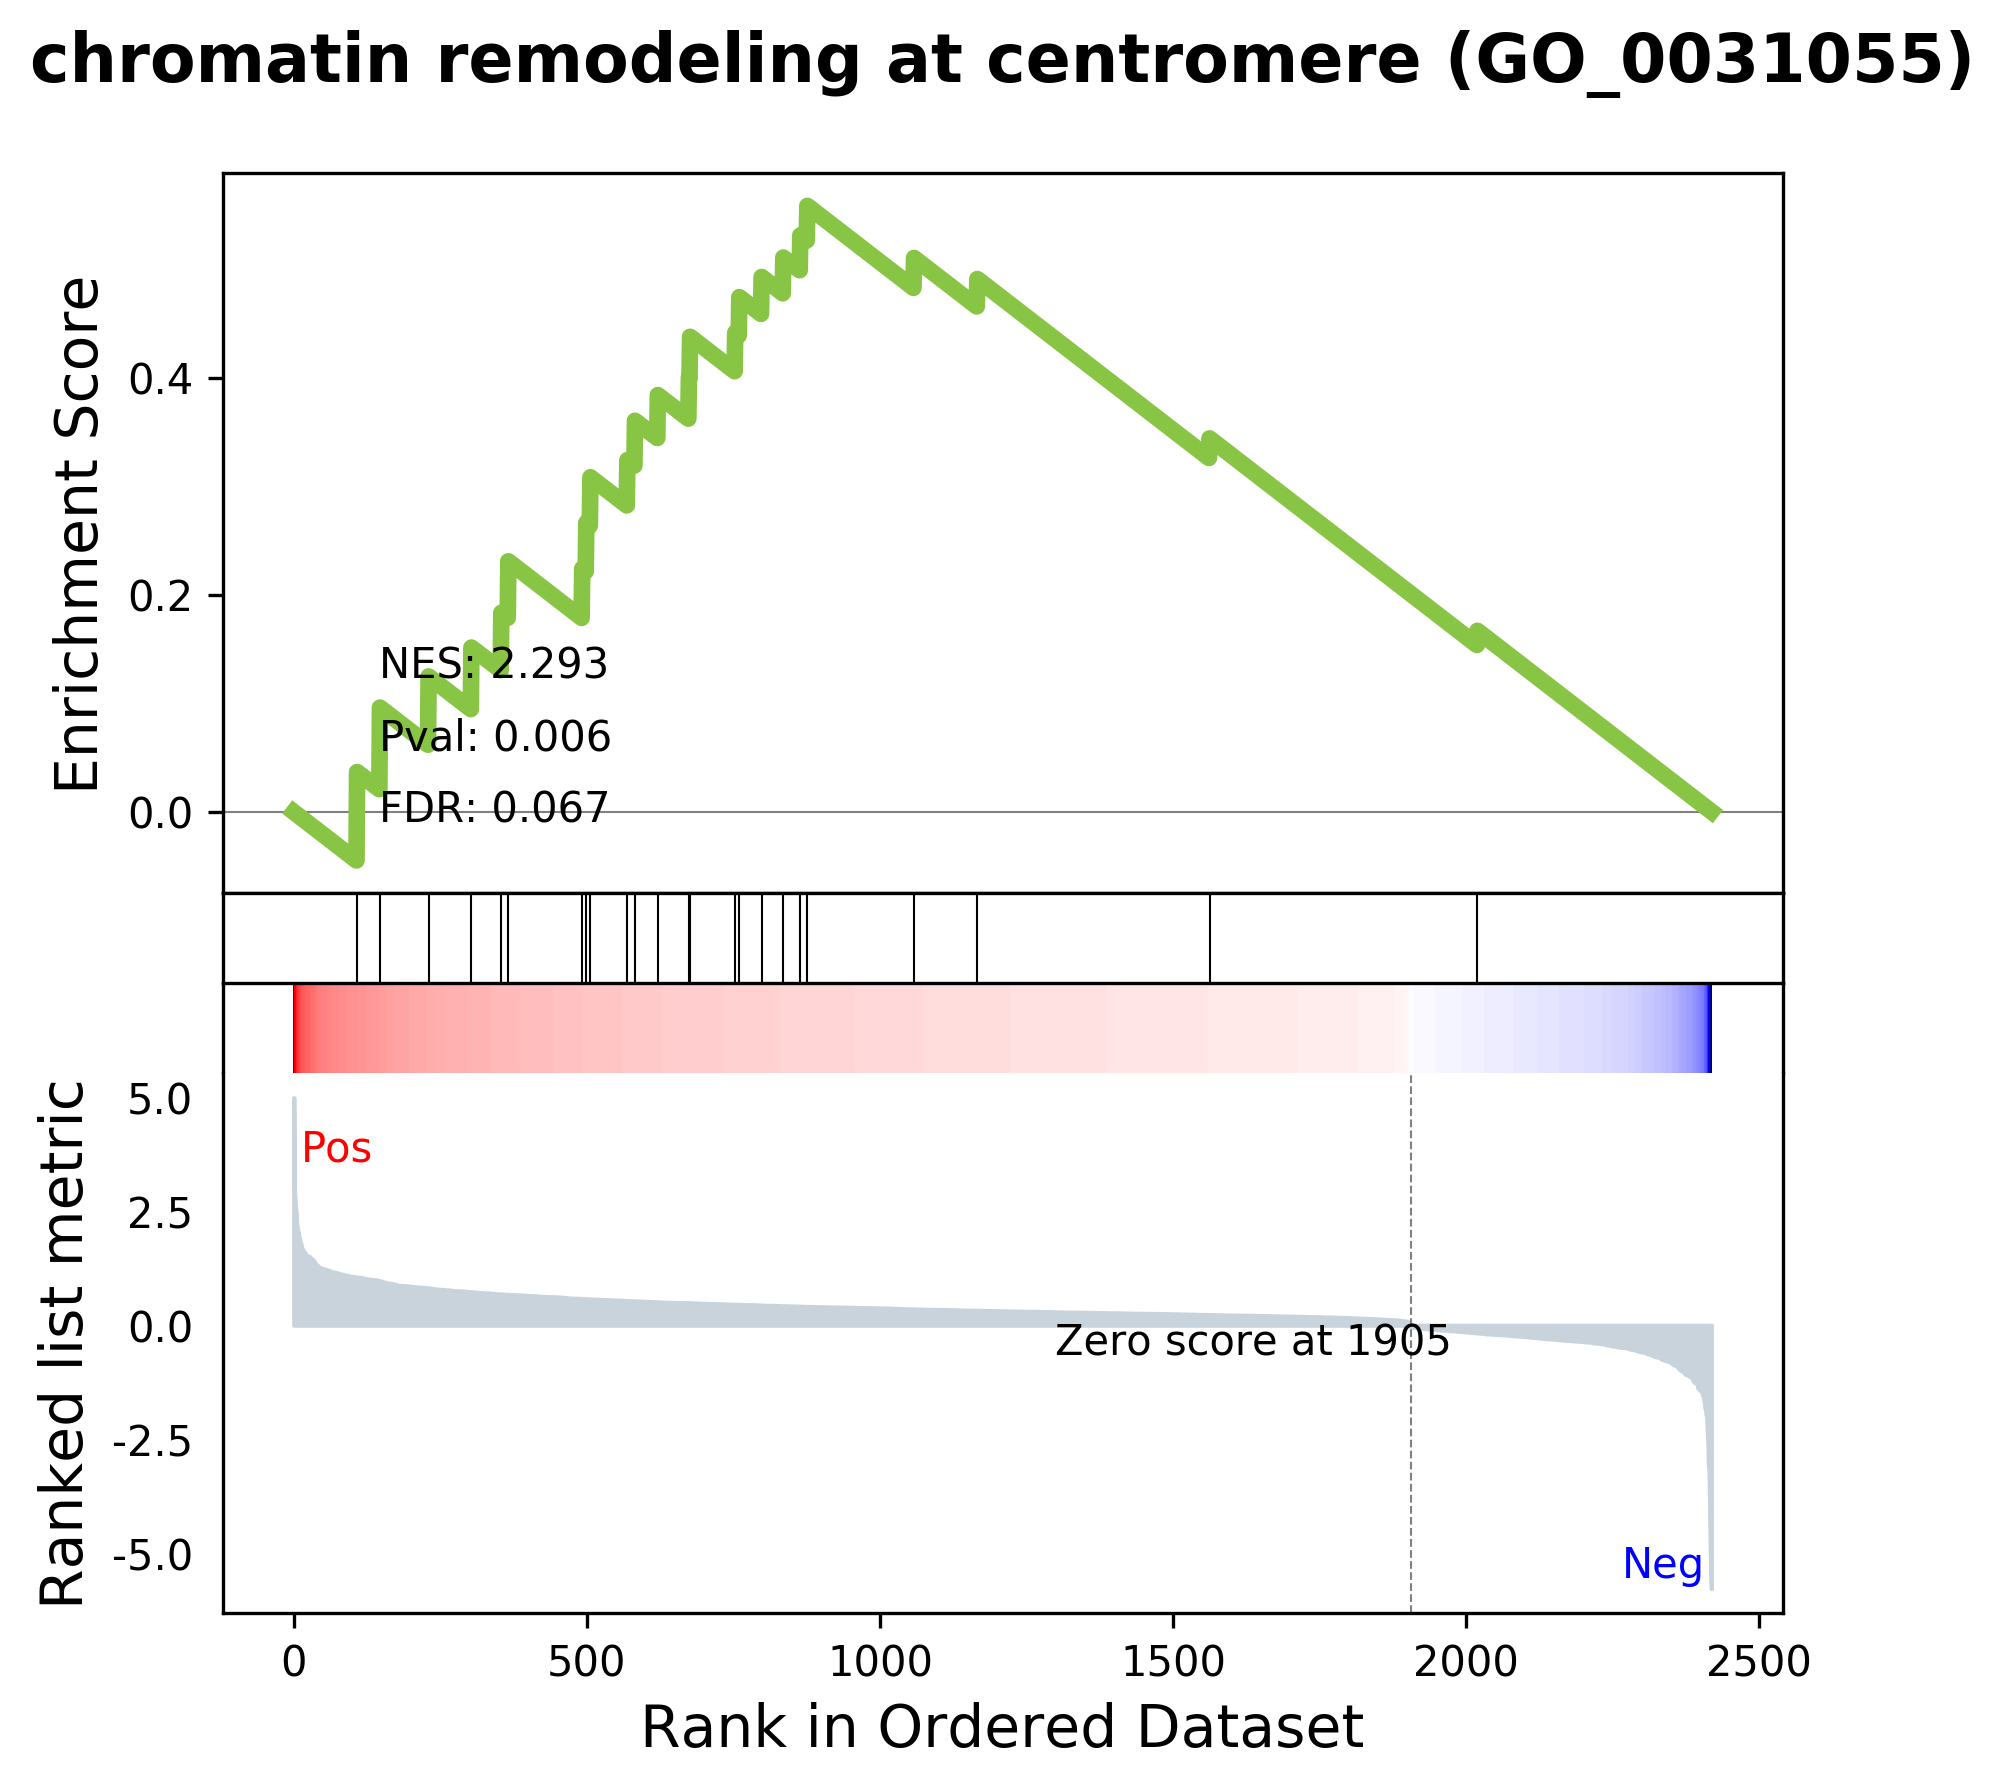 chromatin remodeling at centromere (GO_0031055)
Enrichment Score
0.4
0.2
0.0
NES: 2.293
Pval: 0.006
FDR: 0.067
Ranked list metric
5.0
2.5
0.0
-2.5
-5.0
Pos
Zero score at 1905
Neg
0 500 1000 1500 2000 2500
Rank in Ordered Dataset